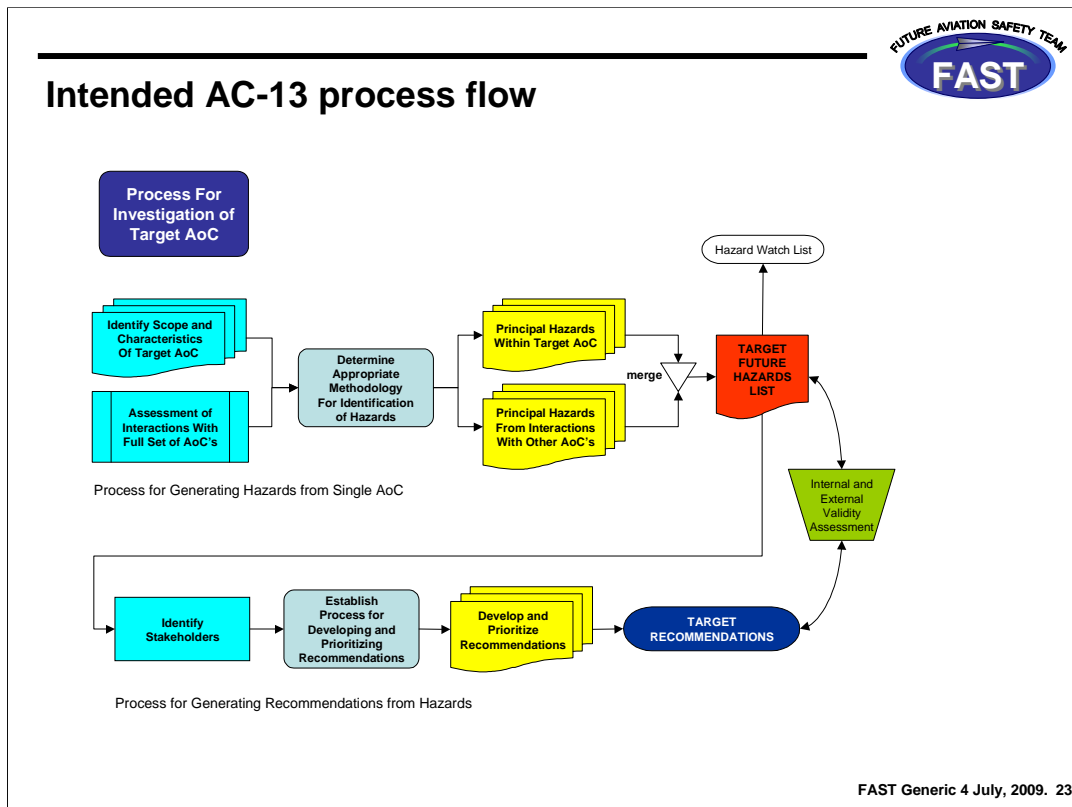 FUTURE AVIATION SAFETY TEAM
FAST
Intended AC-13 process flow
Process For
Investigation of
Target AoC
Hazard Watch List
Identify Scope and
Characteristics
Of Target AoC
Assessment of
Interactions With
Full Set of AoC's
Determine
Appropriate
Methodology
For Identification
of Hazards
Principal Hazards
Within Target AoC
Principal Hazards
From Interactions
With Other AoC's
merge
TARGET
FUTURE
HAZARDS
LIST
Internal and
External
Validity
Assessment
Process for Generating Hazards from Single AoC
Identify
Stakeholders
Establish
Process for
Developing and
Prioritizing
Recommendations
Develop and
Prioritize
Recommendations
TARGET
RECOMMENDATIONS
Process for Generating Recommendations from Hazards
FAST Generic 4 July, 2009. 23